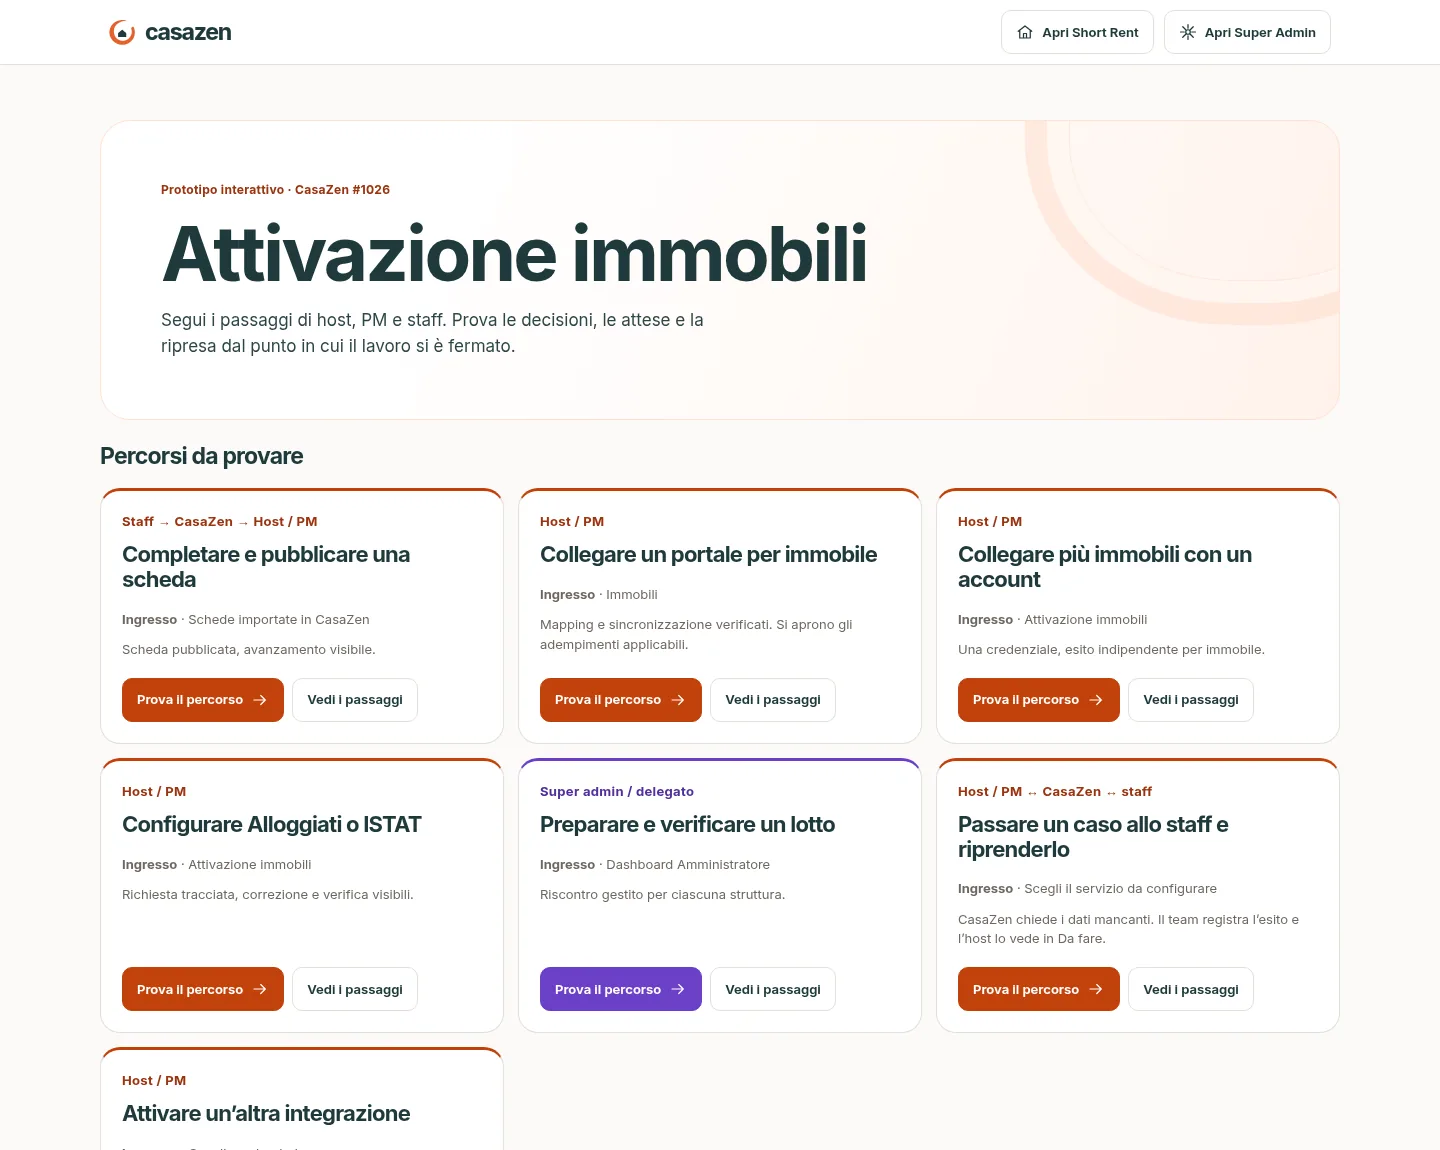 casazen
Apri Short Rent
Apri Super Admin
Prototipo interattivo · CasaZen #1026
Attivazione immobili
Segui i passaggi di host, PM e staff. Prova le decisioni, le attese e la
ripresa dal punto in cui il lavoro si è fermato.
Percorsi da provare
Staff → CasaZen → Host / PM
Completare e pubblicare una
scheda
Ingresso · Schede importate in CasaZen
Scheda pubblicata, avanzamento visibile.
Prova il percorso →
Vedi i passaggi
Host / PM
Collegare un portale per immobile
Ingresso · Immobili
Mapping e sincronizzazione verificati. Si aprono gli
adempimenti applicabili.
Prova il percorso →
Vedi i passaggi
Host / PM
Collegare più immobili con un
account
Ingresso · Attivazione immobili
Una credenziale, esito indipendente per immobile.
Prova il percorso →
Vedi i passaggi
Host / PM
Configurare Alloggiati o ISTAT
Ingresso · Attivazione immobili
Richiesta tracciata, correzione e verifica visibili.
Prova il percorso →
Vedi i passaggi
Super admin / delegato
Preparare e verificare un lotto
Ingresso · Dashboard Amministratore
Riscontro gestito per ciascuna struttura.
Prova il percorso →
Vedi i passaggi
Host / PM ↔ CasaZen ↔ staff
Passare un caso allo staff e
riprenderlo
Ingresso · Scegli il servizio da configurare
CasaZen chiede i dati mancanti. Il team registra l’esito e
l’host lo vede in Da fare.
Prova il percorso →
Vedi i passaggi
Host / PM
Attivare un’altra integrazione